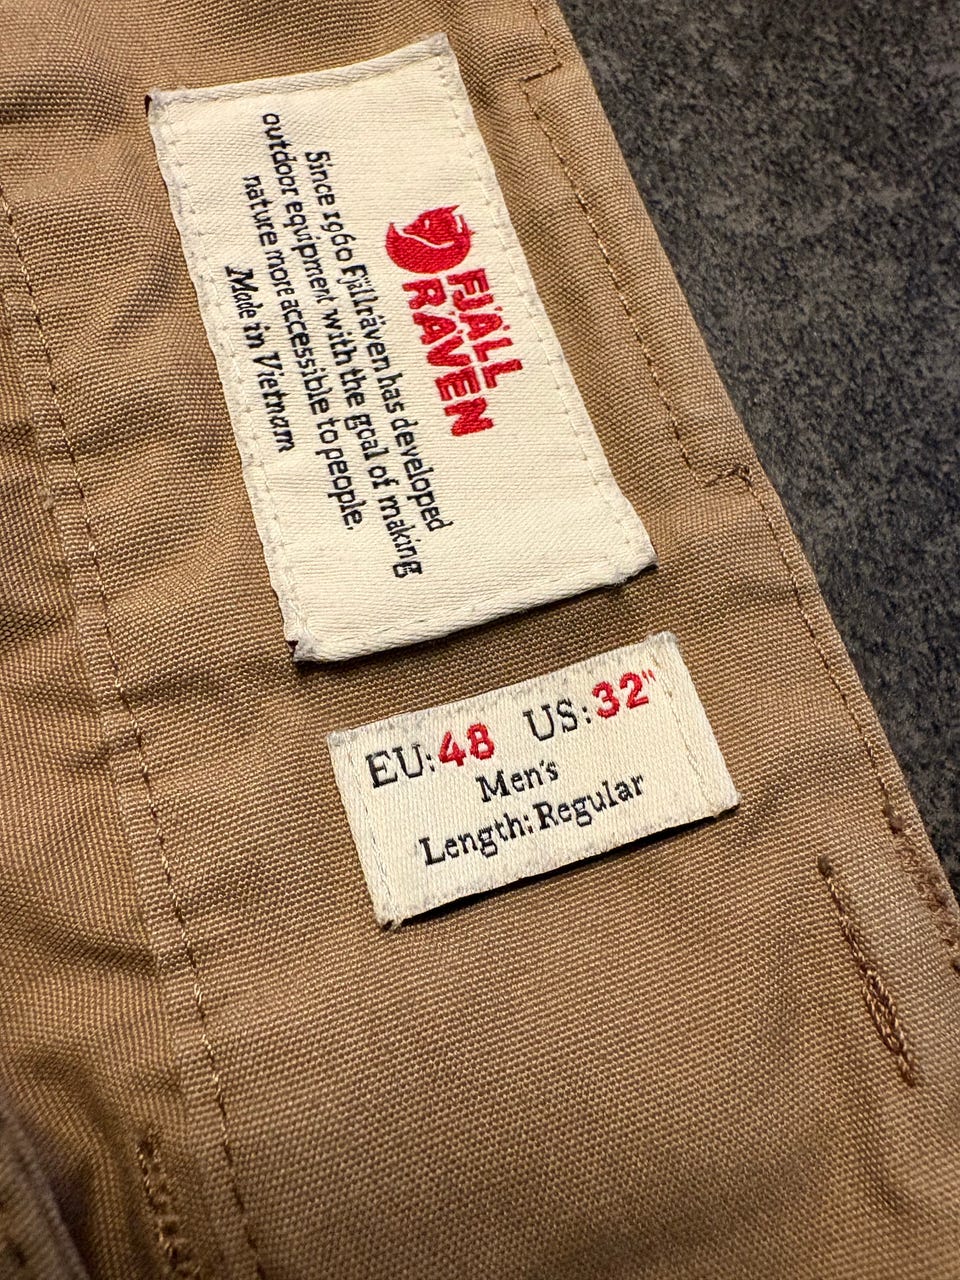 FJÄLL
RÄVEN
Since 1960 Fjällräven has developed
outdoor equipment with the goal of making
nature more accessible to people.
Made in Vietnam
EU:48 US:32"
Men's
Length: Regular